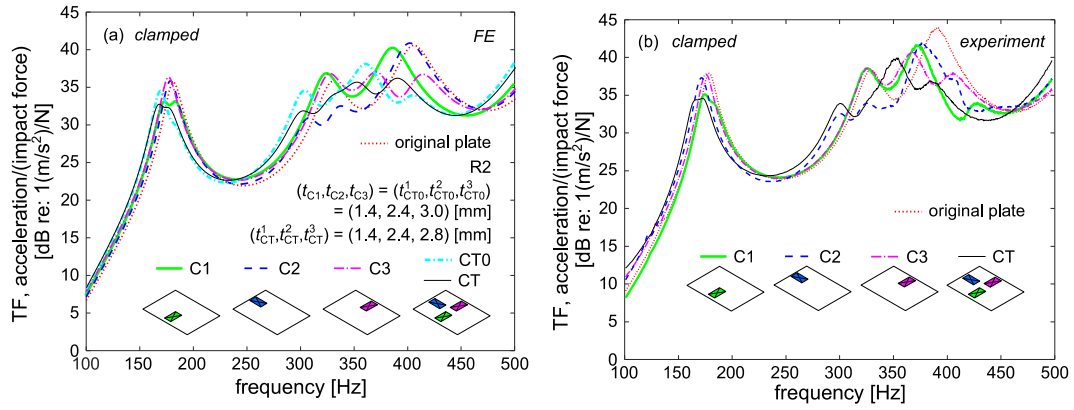 (a) clamped FE
TF, acceleration/(impact force)
[dB re: 1(m/s²)/N]
45
40
35
30
25
20
15
10
5
0
original plate
R2
(t_C1,t_C2,t_C3) = (t¹_CT0,t²_CT0,t³_CT0)
= (1.4, 2.4, 3.0) [mm]
(t¹_CT,t²_CT,t³_CT) = (1.4, 2.4, 2.8) [mm]
C1 C2 C3 CT0
CT
100 150 200 250 300 350 400 450 500
frequency [Hz]
(b) clamped experiment
TF, acceleration/(impact force)
[dB re: 1(m/s²)/N]
45
40
35
30
25
20
15
10
5
0
original plate
C1 C2 C3 CT
100 150 200 250 300 350 400 450 500
frequency [Hz]